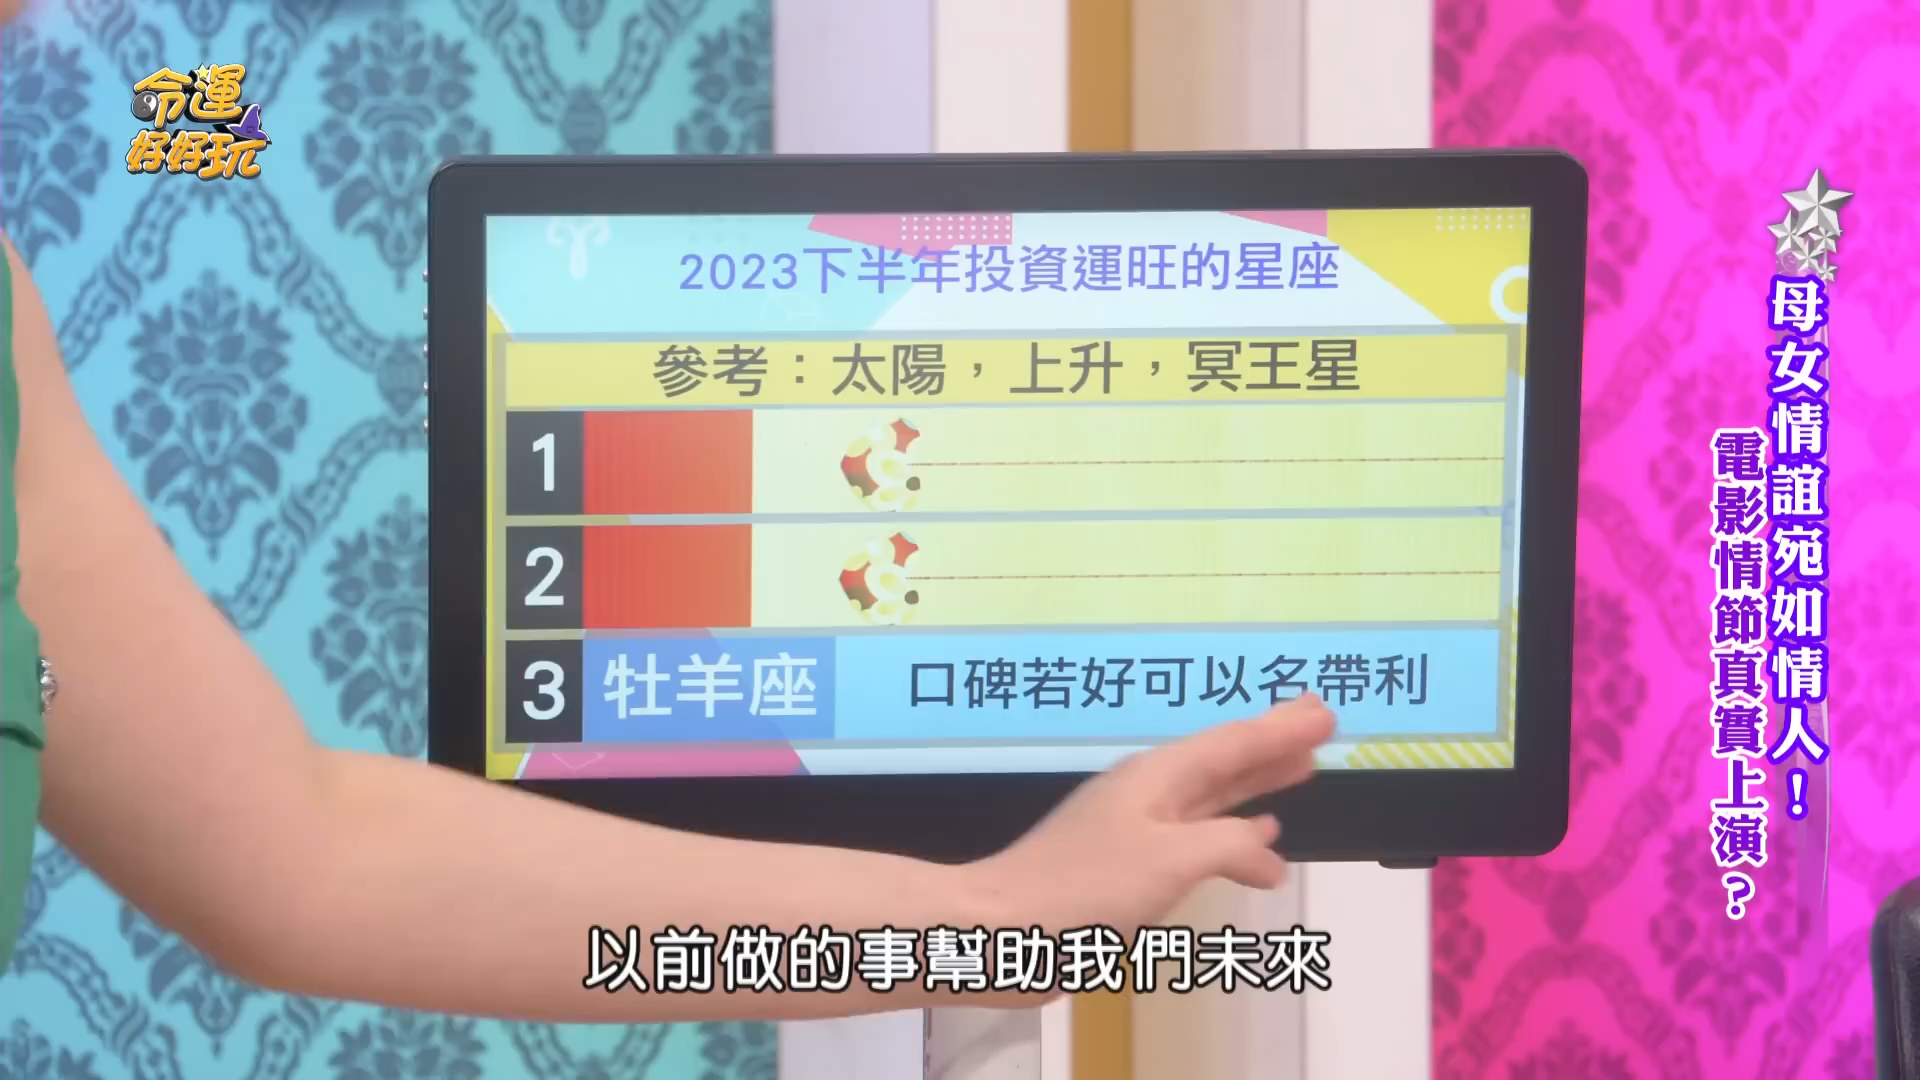 命運
好好玩
2023下半年投資運旺的星座
參考：太陽，上升，冥王星
1
2
3 牡羊座 口碑若好可以名帶利
母女情誼宛如情人！
電影情節真實上演？
以前做的事幫助我們未來